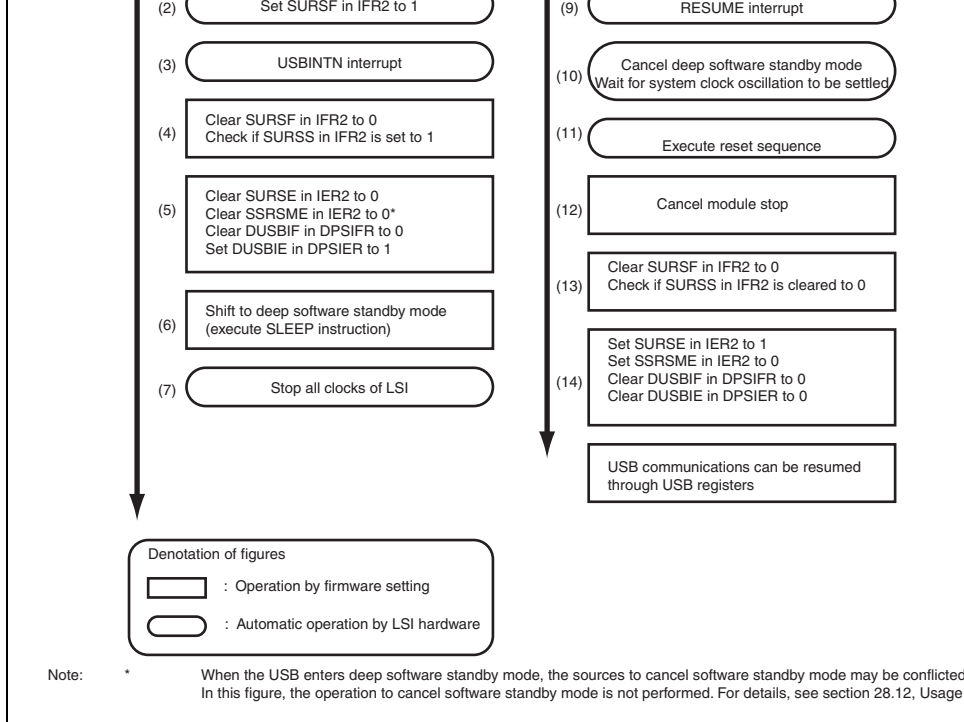 (2)
Set SURSF in IFR2 to 1
(3)
USBINTN interrupt
(4)
Clear SURSF in IFR2 to 0
Check if SURSS in IFR2 is set to 1
(5)
Clear SURSE in IER2 to 0
Clear SSRSME in IER2 to 0*
Clear DUSBIF in DPSIFR to 0
Set DUSBIE in DPSIER to 1
(6)
Shift to deep software standby mode
(execute SLEEP instruction)
(7)
Stop all clocks of LSI
(9)
RESUME interrupt
(10)
Cancel deep software standby mode
Wait for system clock oscillation to be settled
(11)
Execute reset sequence
(12)
Cancel module stop
(13)
Clear SURSF in IFR2 to 0
Check if SURSS in IFR2 is cleared to 0
(14)
Set SURSE in IER2 to 1
Set SSRSME in IER2 to 0
Clear DUSBIF in DPSIFR to 0
Clear DUSBIE in DPSIER to 0
USB communications can be resumed
through USB registers
Denotation of figures
: Operation by firmware setting
: Automatic operation by LSI hardware
Note: * When the USB enters deep software standby mode, the sources to cancel software standby mode may be conflicted
In this figure, the operation to cancel software standby mode is not performed. For details, see section 28.12, Usage